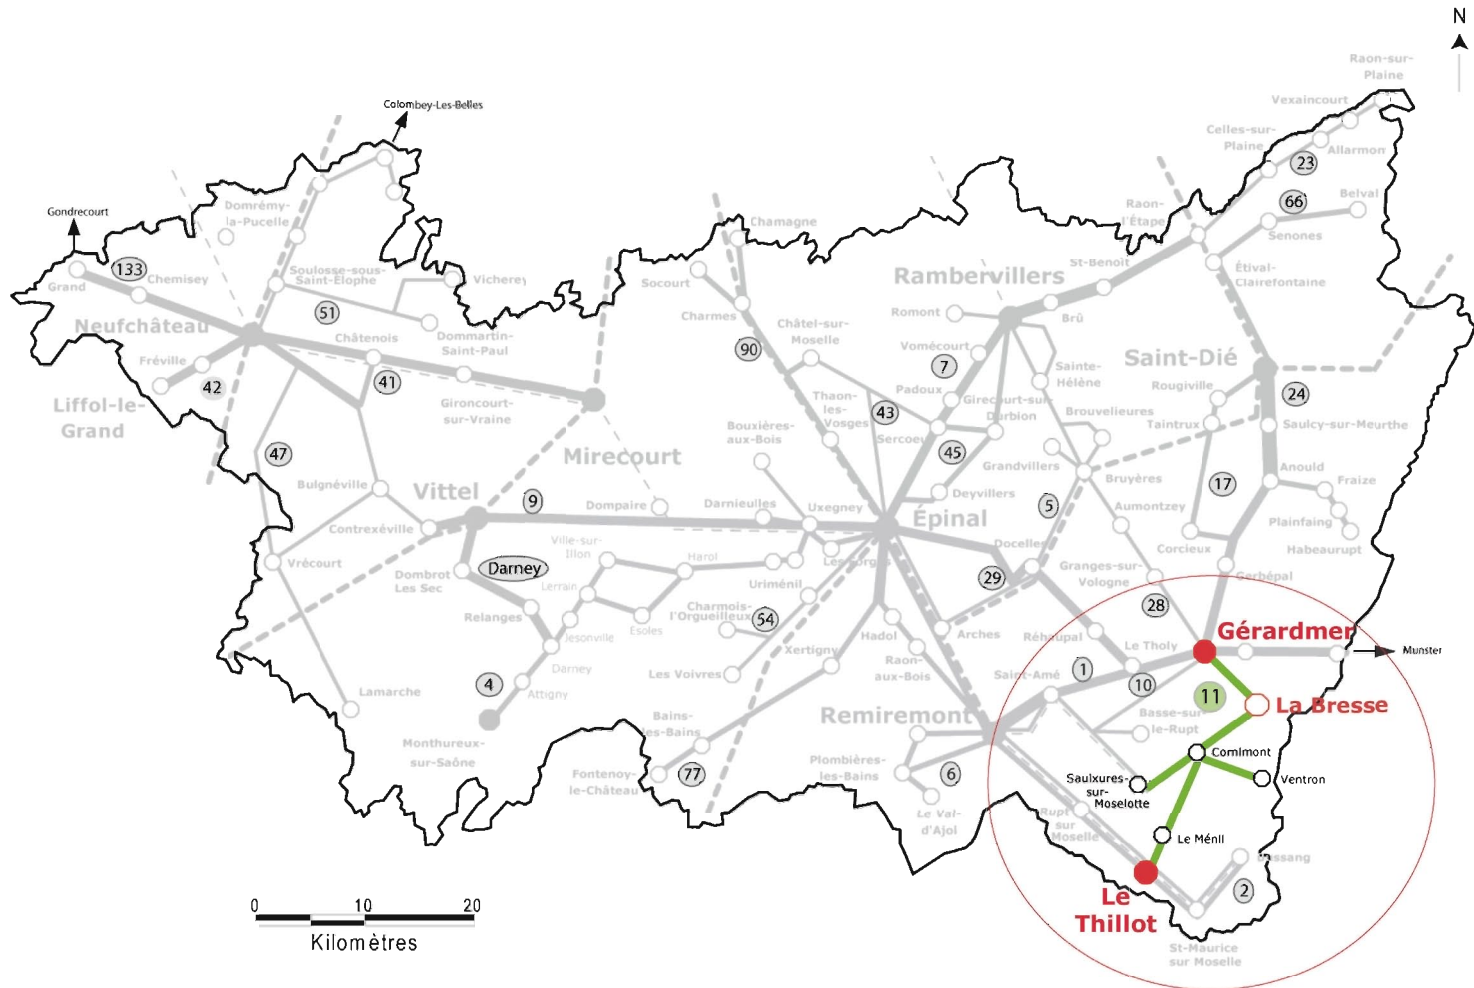 N
Raon-sur-
Plaine
Vexaincourt
Colombey-Les-Belles
Celles-sur-
Plaine
Allarmon
23
Belval
66
Domrémy-
la-Pucelle
Raon-
l'Étape
Gondrecourt
Chamagne
Senones
St-Benoît
Étival-
Clairefontaine
133
Grand
Chemisey
Soulosse-sous-
Saint-Élophe
Vicherey
Socourt
Rambervillers
51
Neufchâteau
Charmes
Romont
Brû
Châtel-sur-
Moselle
Châtenois
Dommartin-
Saint-Paul
90
Vomécourt
Saint-Dié
Fréville
7
Sainte-
Hélène
42
41
Rougiville
24
Padoux
Liffol-le-
Grand
Gironcourt-
sur-Vraine
Thaon-
les-
Vosges
43
Girecourt-sur-
Durbion
Brouvelieures
Taintrux
Saulcy-sur-Meurthe
Bouxières-
aux-Bois
Sercoeur
47
Mirecourt
45
Grandvillers
Anould
Bulgnéville
Bruyères
17
Fraize
Vittel
9
Dompaire
Darnieulles
Uxegney
Deyvillers
5
Aumontzey
Contrexéville
Épinal
Plainfaing
Ville-sur-
Illon
Docelles
Corcieux
Habeaurupt
Vrécourt
Darney
Harol
Les Forges
Dombrot
Les Sec
Lerrain
Uriménil
29
Granges-sur-
Vologne
Gerbépal
Relanges
Charmois-
l'Orgueilleux
54
28
Jesonville
Esoles
Hadol
Arches
Réhaupal
Le Tholy
Gérardmer
Xertigny
Munster
Darney
Raon-
aux-Bois
Saint-Amé
1
4
Les Voivres
10
11
La Bresse
Lamarche
Attigny
Bains-
les-Bains
Remiremont
Basse-sur-
le-Rupt
Monthureux-
sur-Saône
Cornimont
Plombières-
les-Bains
6
Saulxures-
sur-
Moselotte
Ventron
Fontenoy-
le-Château
77
Le Val-
d'Ajol
Rupt
sur
Moselle
Le Ménil
Bussang
2
Le
Thillot
0 10 20
Kilomètres
St-Maurice
sur Moselle